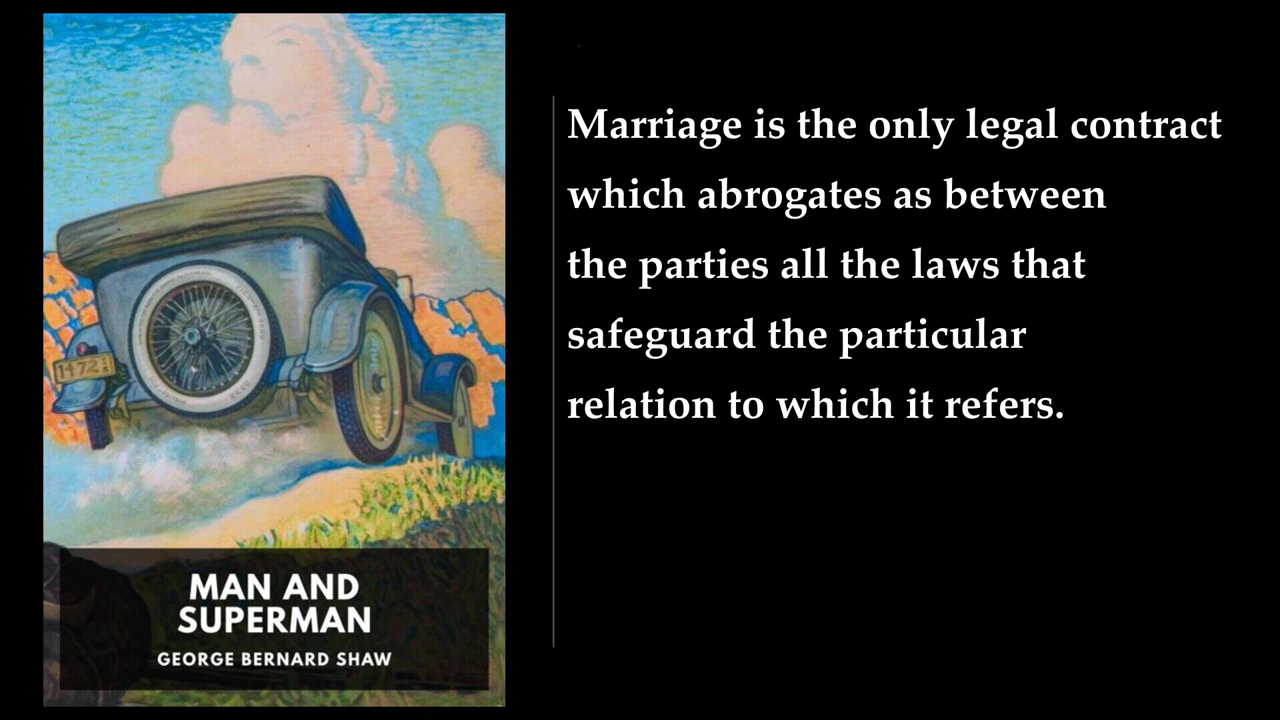 1472
MAN AND
SUPERMAN
GEORGE BERNARD SHAW
Marriage is the only legal contract
which abrogates as between
the parties all the laws that
safeguard the particular
relation to which it refers.